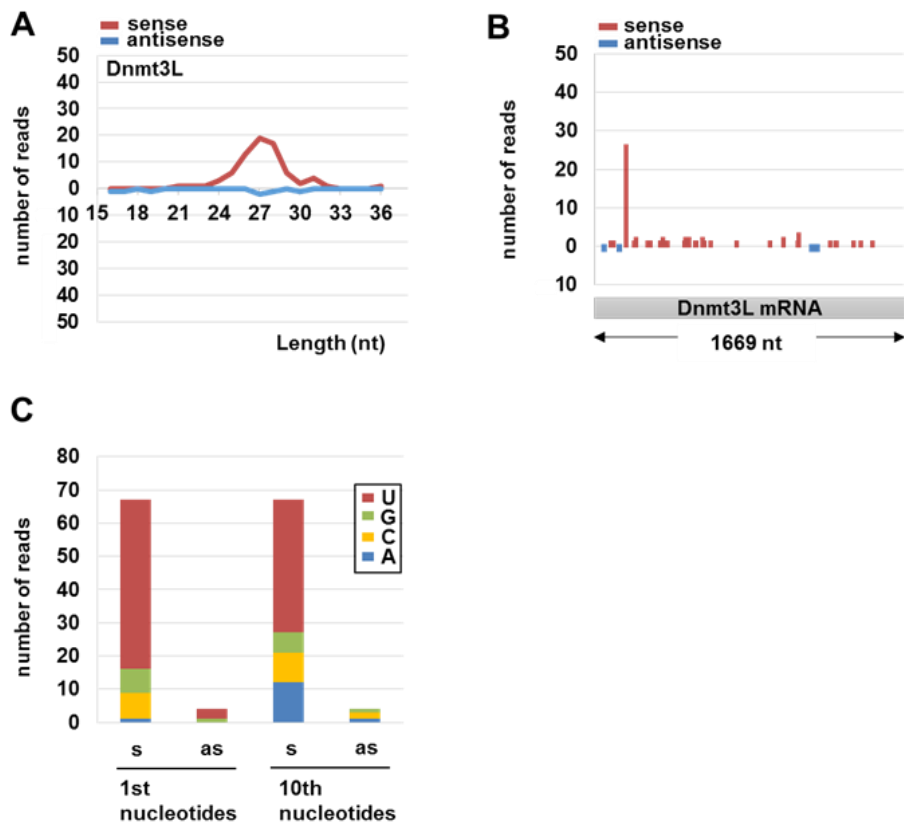 A
sense
antisense
50
Dnmt3L
40
30
20
10
0
15 18 21 24 27 30 33 36
10
20
30
40
50
number of reads
Length (nt)
B
sense
antisense
50
40
30
20
10
0
10
number of reads
Dnmt3L mRNA
1669 nt
C
80
70
60
50
40
30
20
10
0
number of reads
U
G
C
A
s as s as
1st nucleotides
10th nucleotides